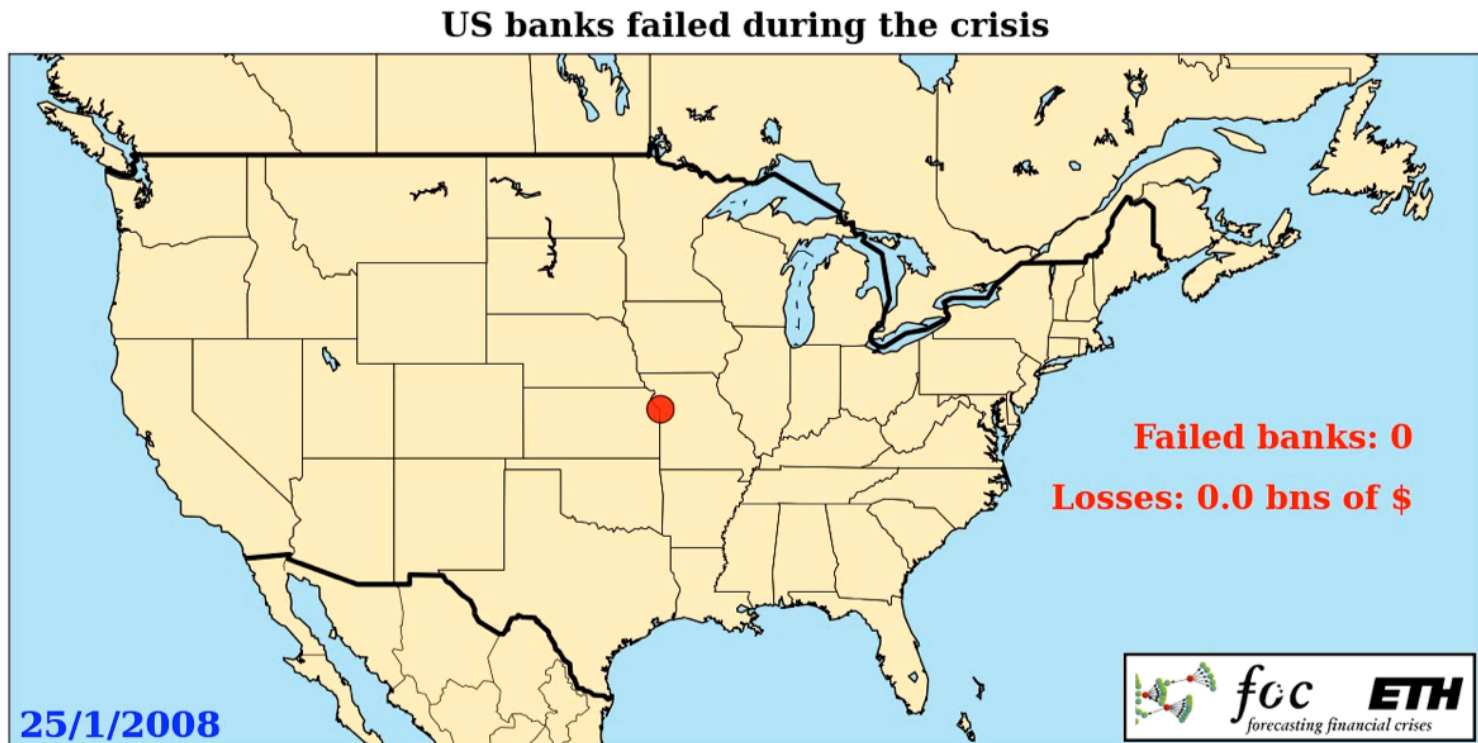 US banks failed during the crisis
Failed banks: 0
Losses: 0.0 bns of $
25/1/2008
foc ETH
forecasting financial crises